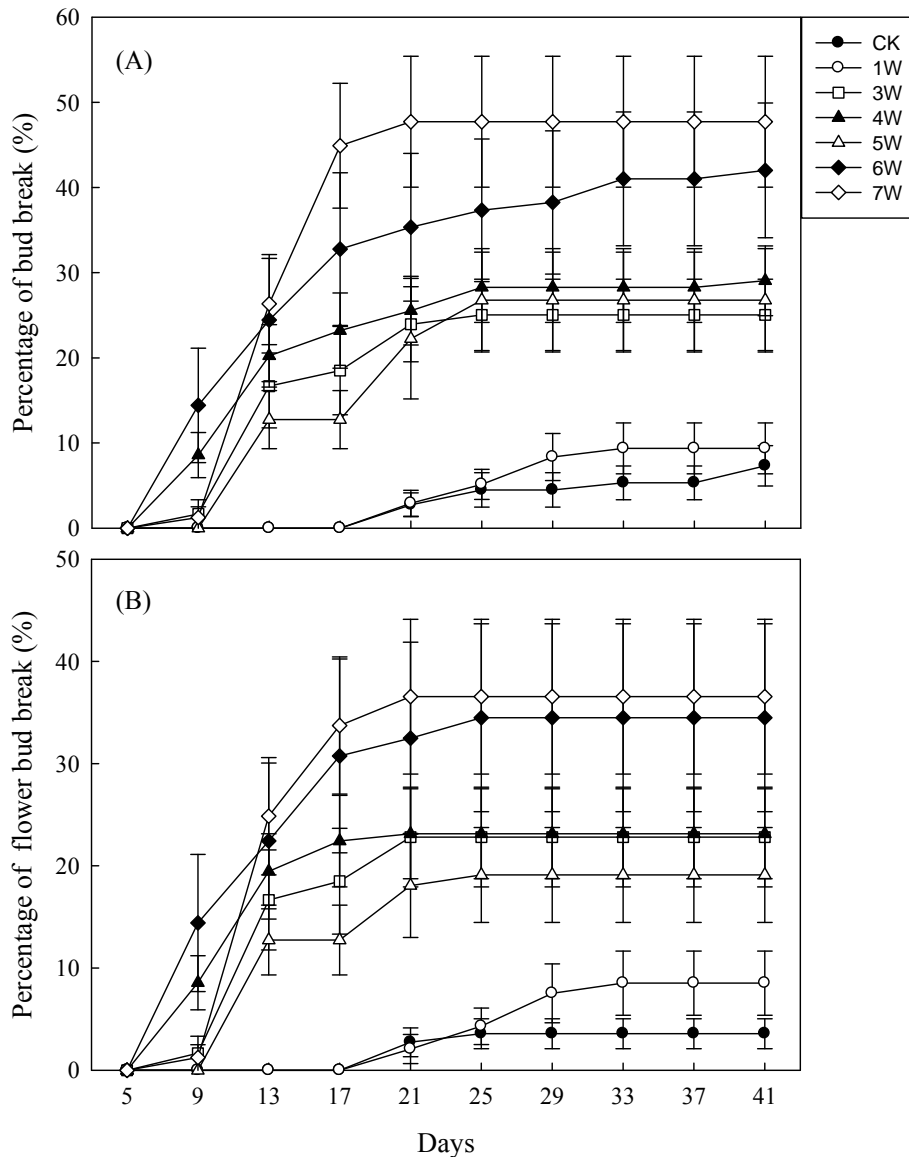 60
50
40
30
20
10
0
Percentage of bud break (%)
(A)
CK
1W
3W
4W
5W
6W
7W
50
40
30
20
10
0
Percentage of flower bud break (%)
(B)
5 9 13 17 21 25 29 33 37 41
Days